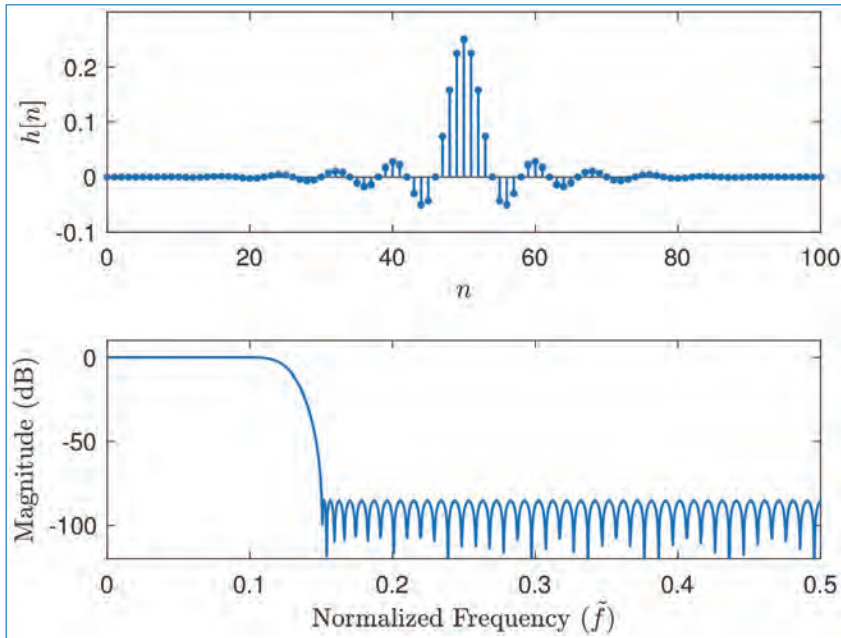 h[n]
0.2
0.1
0
-0.1
0 20 40 60 80 100
n
Magnitude (dB)
0
-50
-100
0 0.1 0.2 0.3 0.4 0.5
Normalized Frequency (f̃)